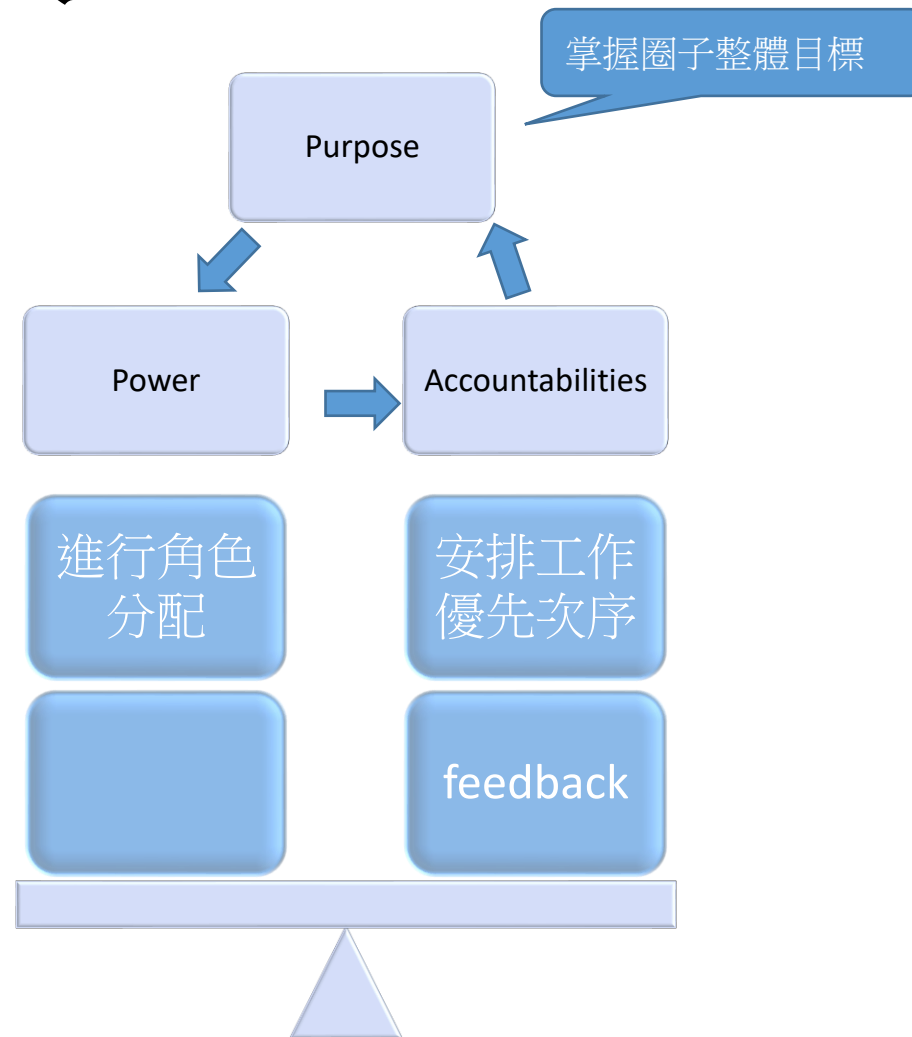 掌握圈子整體目標
Purpose
Power
Accountabilities
進行角色
分配
安排工作
優先次序
feedback